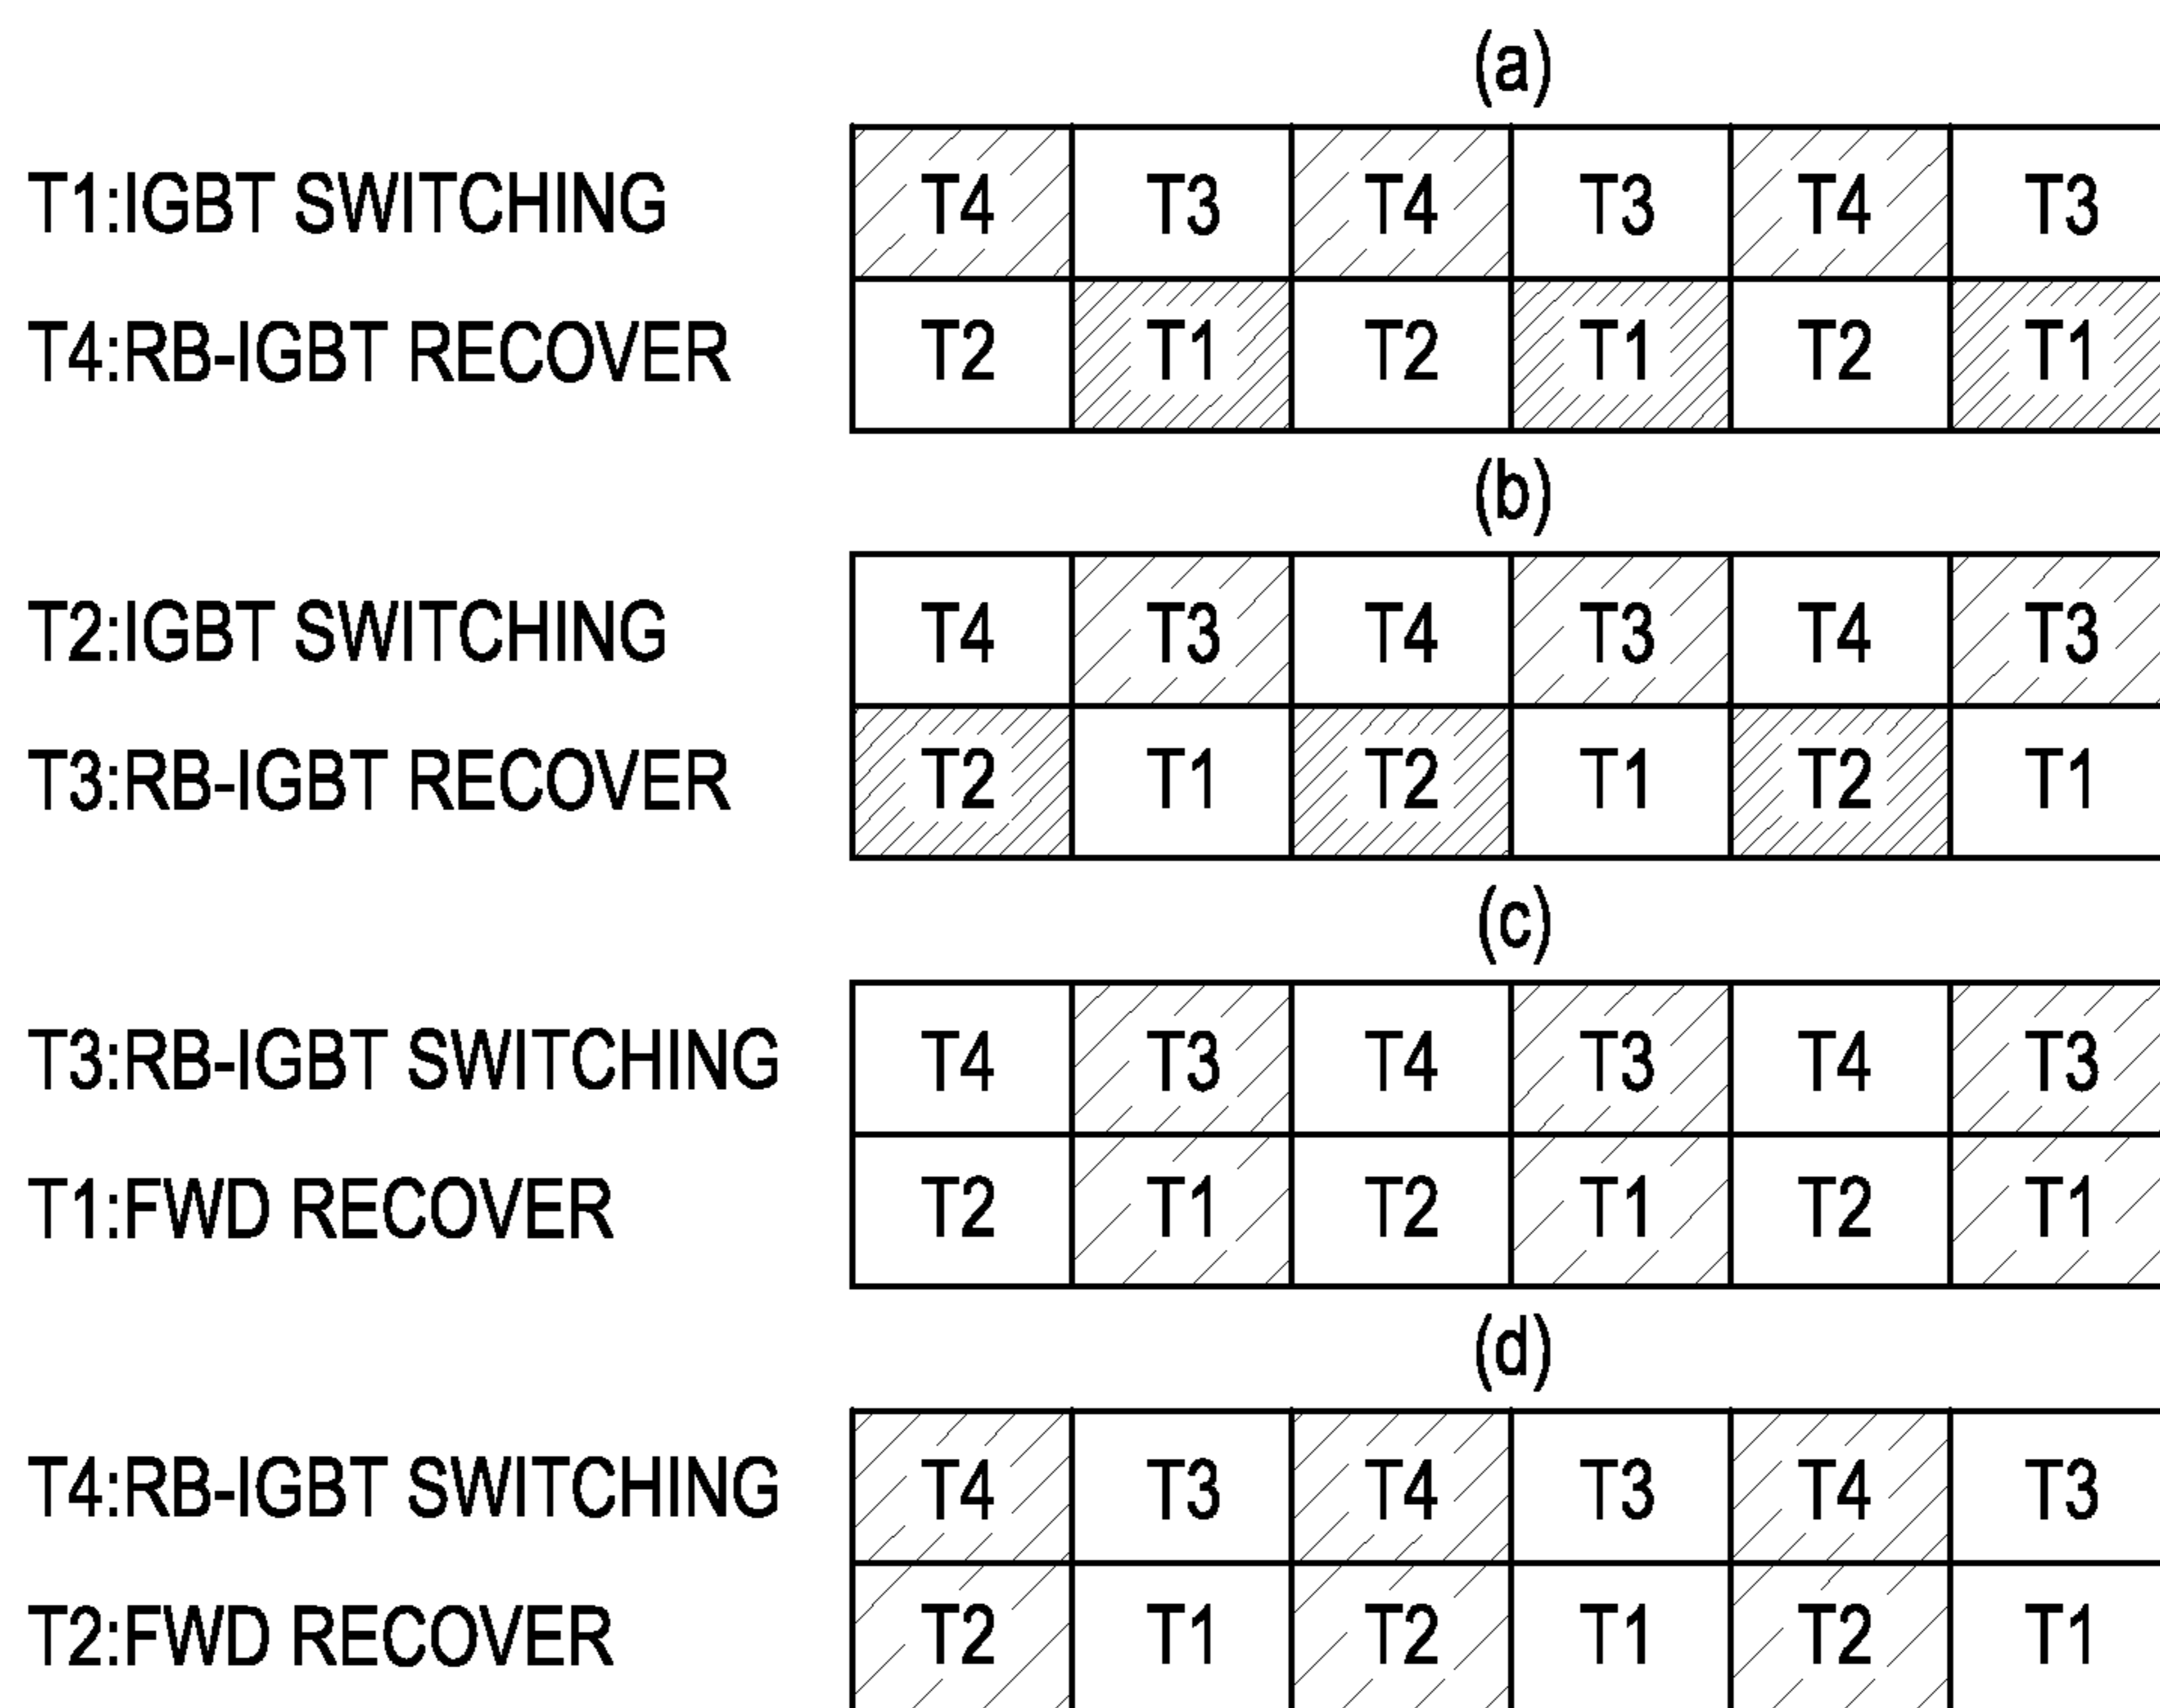 (a)
T1:IGBT SWITCHING T4 T3 T4 T3 T4 T3
T4:RB-IGBT RECOVER T2 T1 T2 T1 T2 T1
(b)
T2:IGBT SWITCHING T4 T3 T4 T3 T4 T3
T3:RB-IGBT RECOVER T2 T1 T2 T1 T2 T1
(c)
T3:RB-IGBT SWITCHING T4 T3 T4 T3 T4 T3
T1:FWD RECOVER T2 T1 T2 T1 T2 T1
(d)
T4:RB-IGBT SWITCHING T4 T3 T4 T3 T4 T3
T2:FWD RECOVER T2 T1 T2 T1 T2 T1